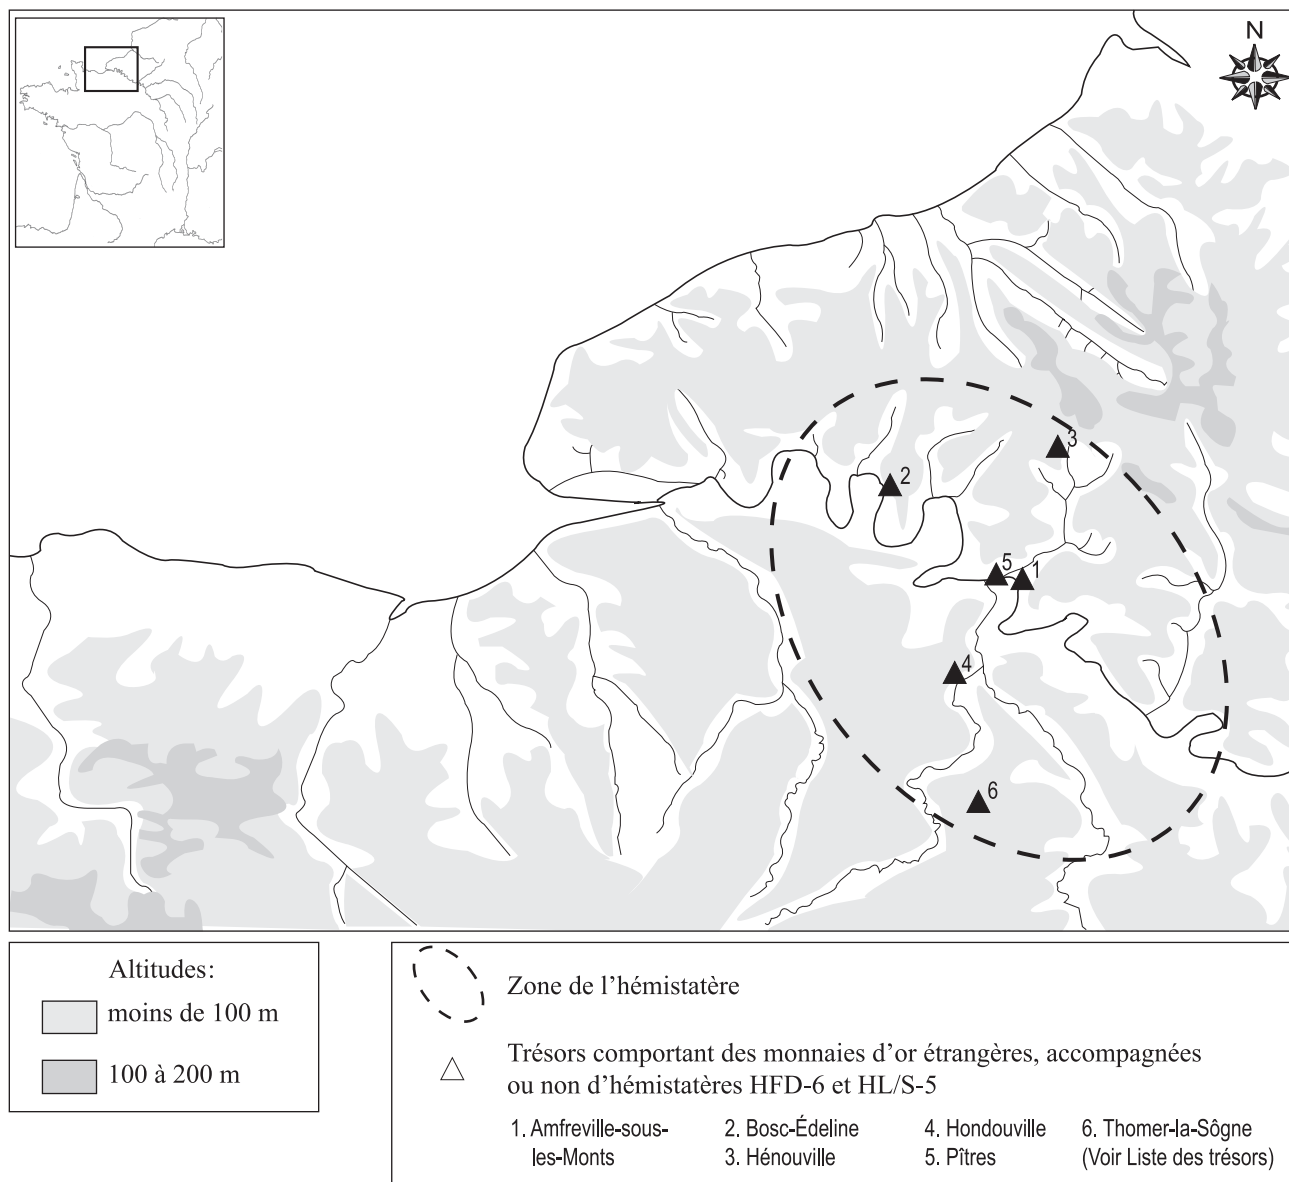 N
3
2
5
1
4
6
Altitudes:
moins de 100 m
100 à 200 m
Zone de l’hémistatère
Trésors comportant des monnaies d’or étrangères, accompagnées
ou non d’hémistatères HFD-6 et HL/S-5
1. Amfreville-sous-
les-Monts
2. Bosc-Édeline
3. Hénouville
4. Hondouville
5. Pîtres
6. Thomer-la-Sôgne
(Voir Liste des trésors)